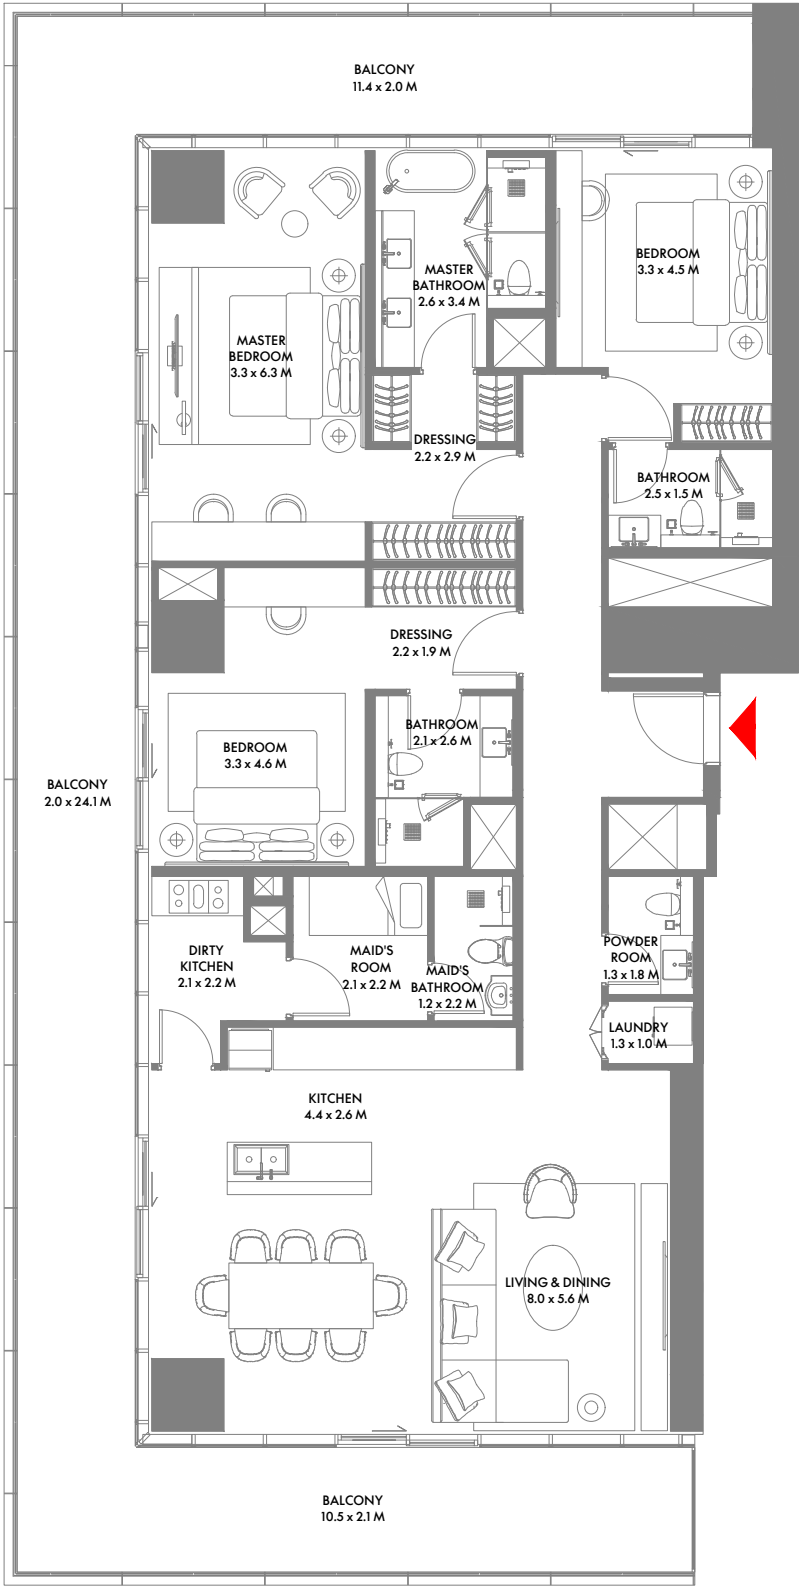 BALCONY
11.4 x 2.0 M
BEDROOM
3.3 x 4.5 M
MASTER
BATHROOM
2.6 x 3.4 M
MASTER
BEDROOM
3.3 x 6.3 M
DRESSING
2.2 x 2.9 M
BATHROOM
2.5 x 1.5 M
DRESSING
2.2 x 1.9 M
BATHROOM
2.1 x 2.6 M
BEDROOM
3.3 x 4.6 M
BALCONY
2.0 x 24.1 M
DIRTY
KITCHEN
2.1 x 2.2 M
MAID'S
ROOM
2.1 x 2.2 M
MAID'S
BATHROOM
1.2 x 2.2 M
POWDER
ROOM
1.3 x 1.8 M
LAUNDRY
1.3 x 1.0 M
KITCHEN
4.4 x 2.6 M
LIVING & DINING
8.0 x 5.6 M
BALCONY
10.5 x 2.1 M